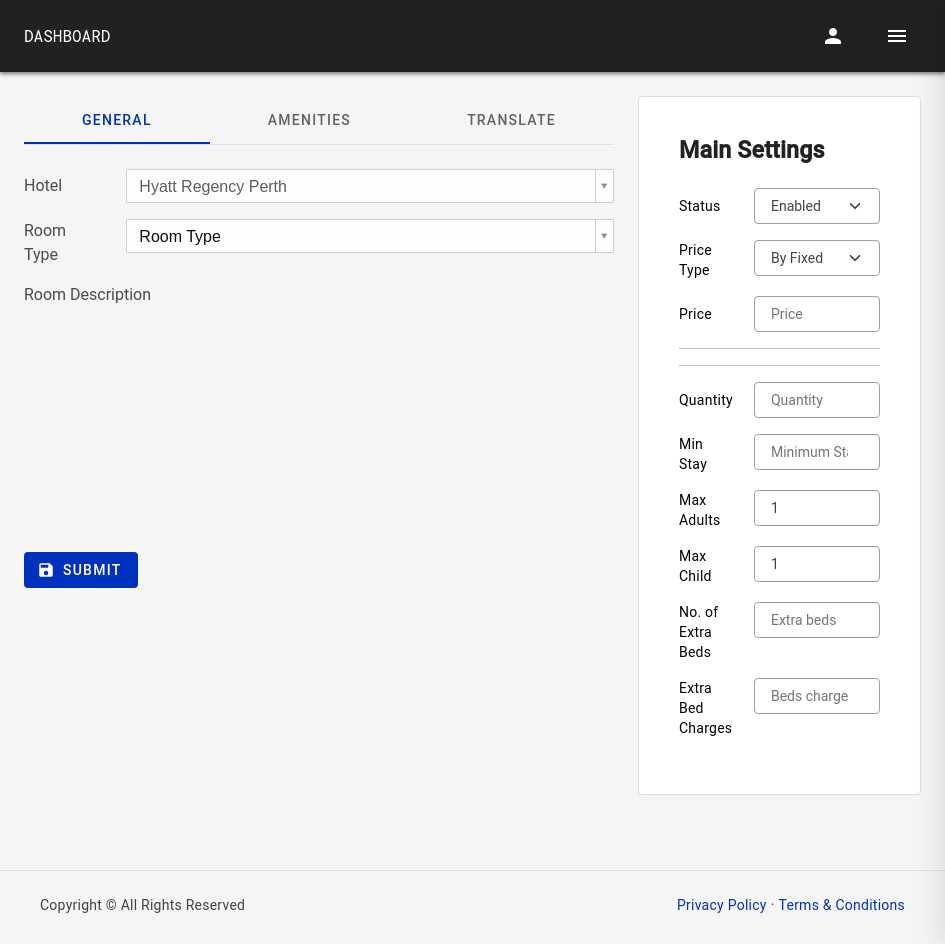 DASHBOARD
GENERAL
AMENITIES
TRANSLATE
Hotel
Hyatt Regency Perth
Room
Type
Room Type
Room Description
SUBMIT
Main Settings
Status
Enabled
Price
Type
By Fixed
Price
Price
Quantity
Quantity
Min
Stay
Minimum St
Max
Adults
1
Max
Child
1
No. of
Extra
Beds
Extra beds
Extra
Bed
Charges
Beds charge
Copyright © All Rights Reserved
Privacy Policy · Terms & Conditions